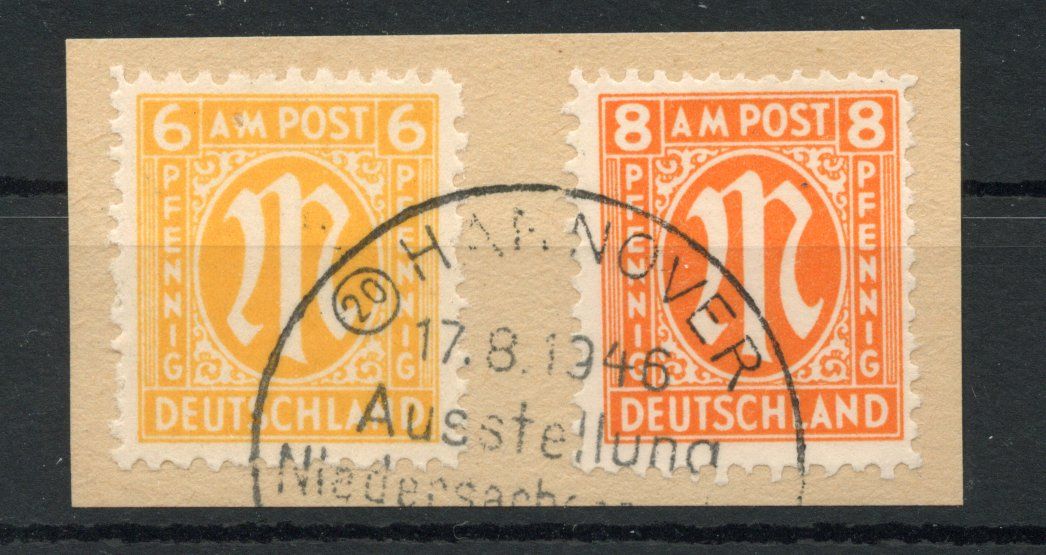 6 AM POST 6
PFENNIG
PFENNIG
DEUTSCHLAND
8 AM POST 8
PFENNIG
PFENNIG
DEUTSCHLAND
20 HANNOVER
17.8.1946
Ausstellung
Niedersachsen